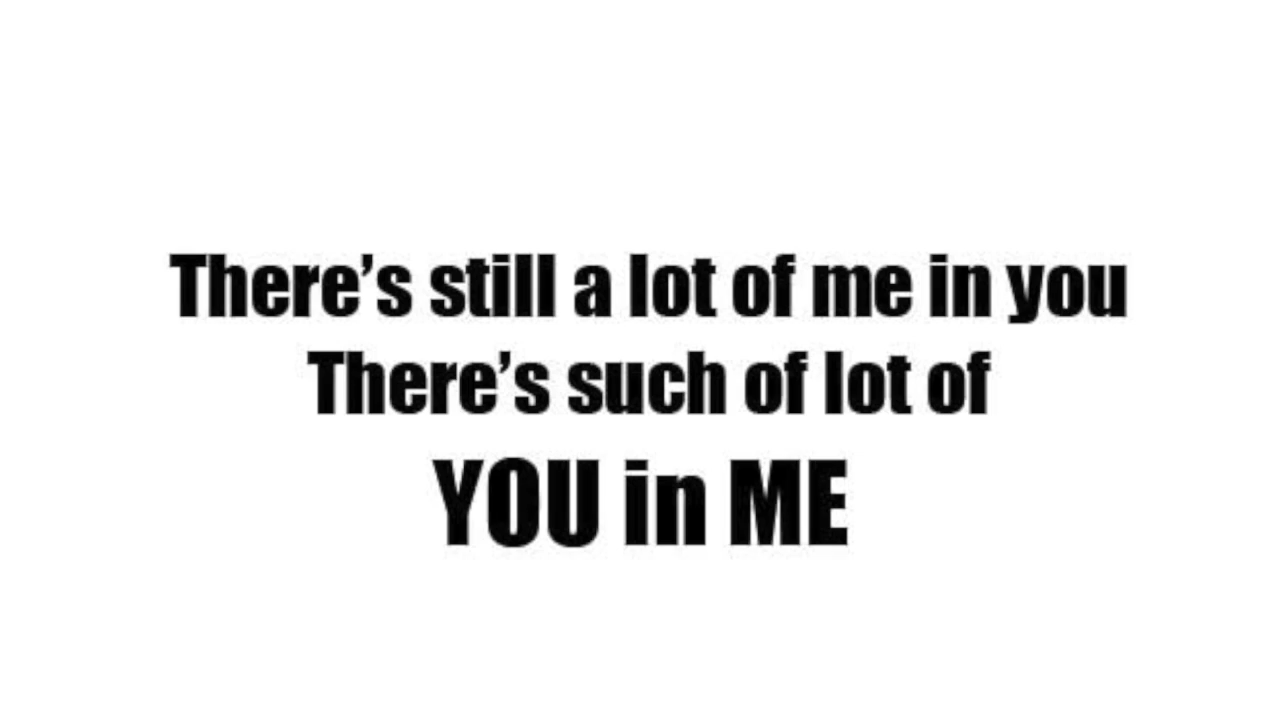 There’s still a lot of me in you
There’s such of lot of
YOU in ME